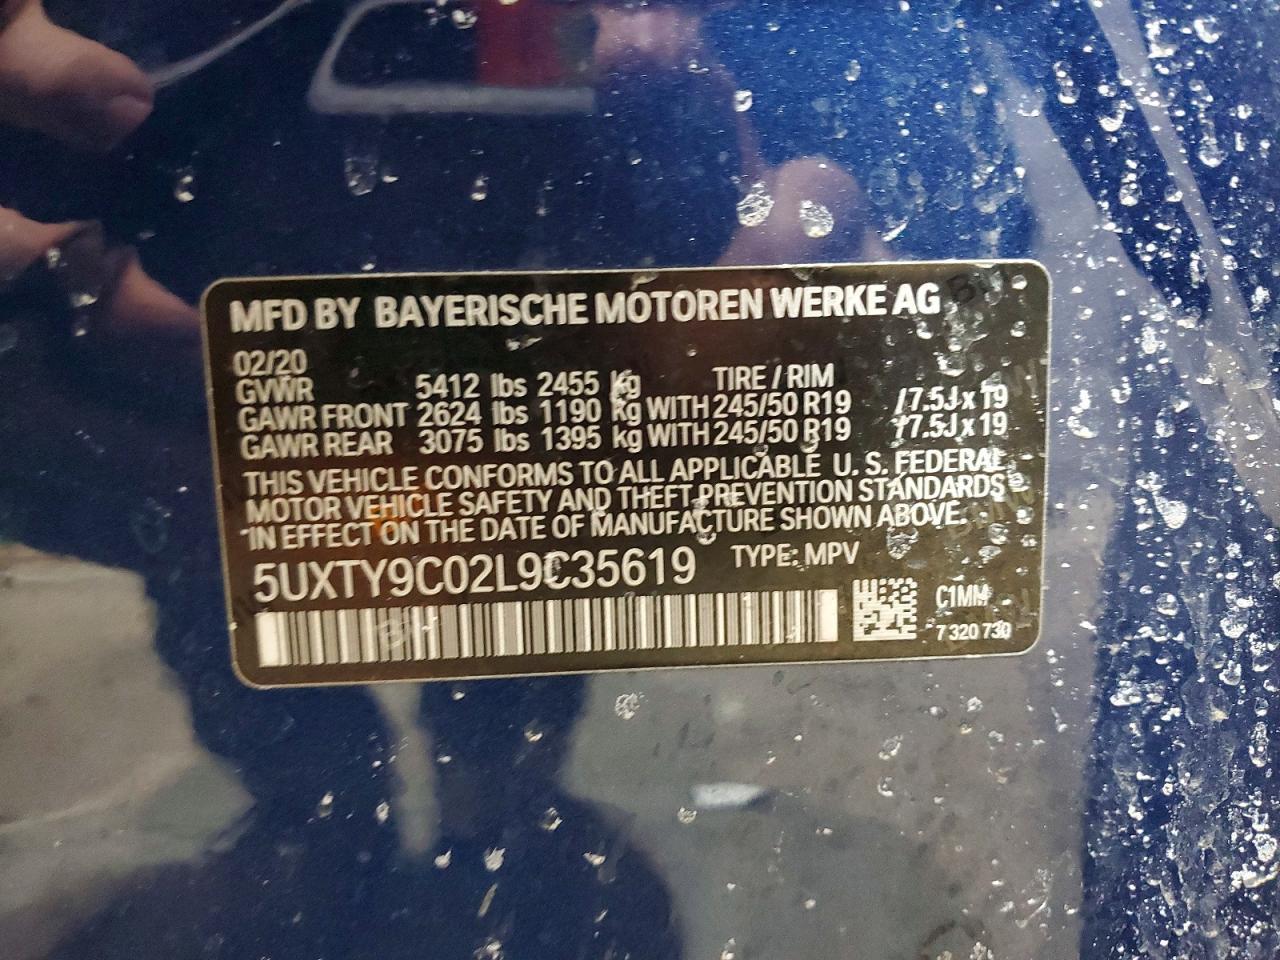 MFD BY BAYERISCHE MOTOREN WERKE AG
02/20
GVWR 5412 lbs 2455 kg TIRE / RIM
GAWR FRONT 2624 lbs 1190 kg WITH 245/50 R19 /7.5J x 19
GAWR REAR 3075 lbs 1395 kg WITH 245/50 R19 /7.5J x 19
THIS VEHICLE CONFORMS TO ALL APPLICABLE U. S. FEDERAL
MOTOR VEHICLE SAFETY AND THEFT PREVENTION STANDARDS
IN EFFECT ON THE DATE OF MANUFACTURE SHOWN ABOVE.
5UXTY9C02L9C35619 TYPE: MPV
C1MM
7 320 730